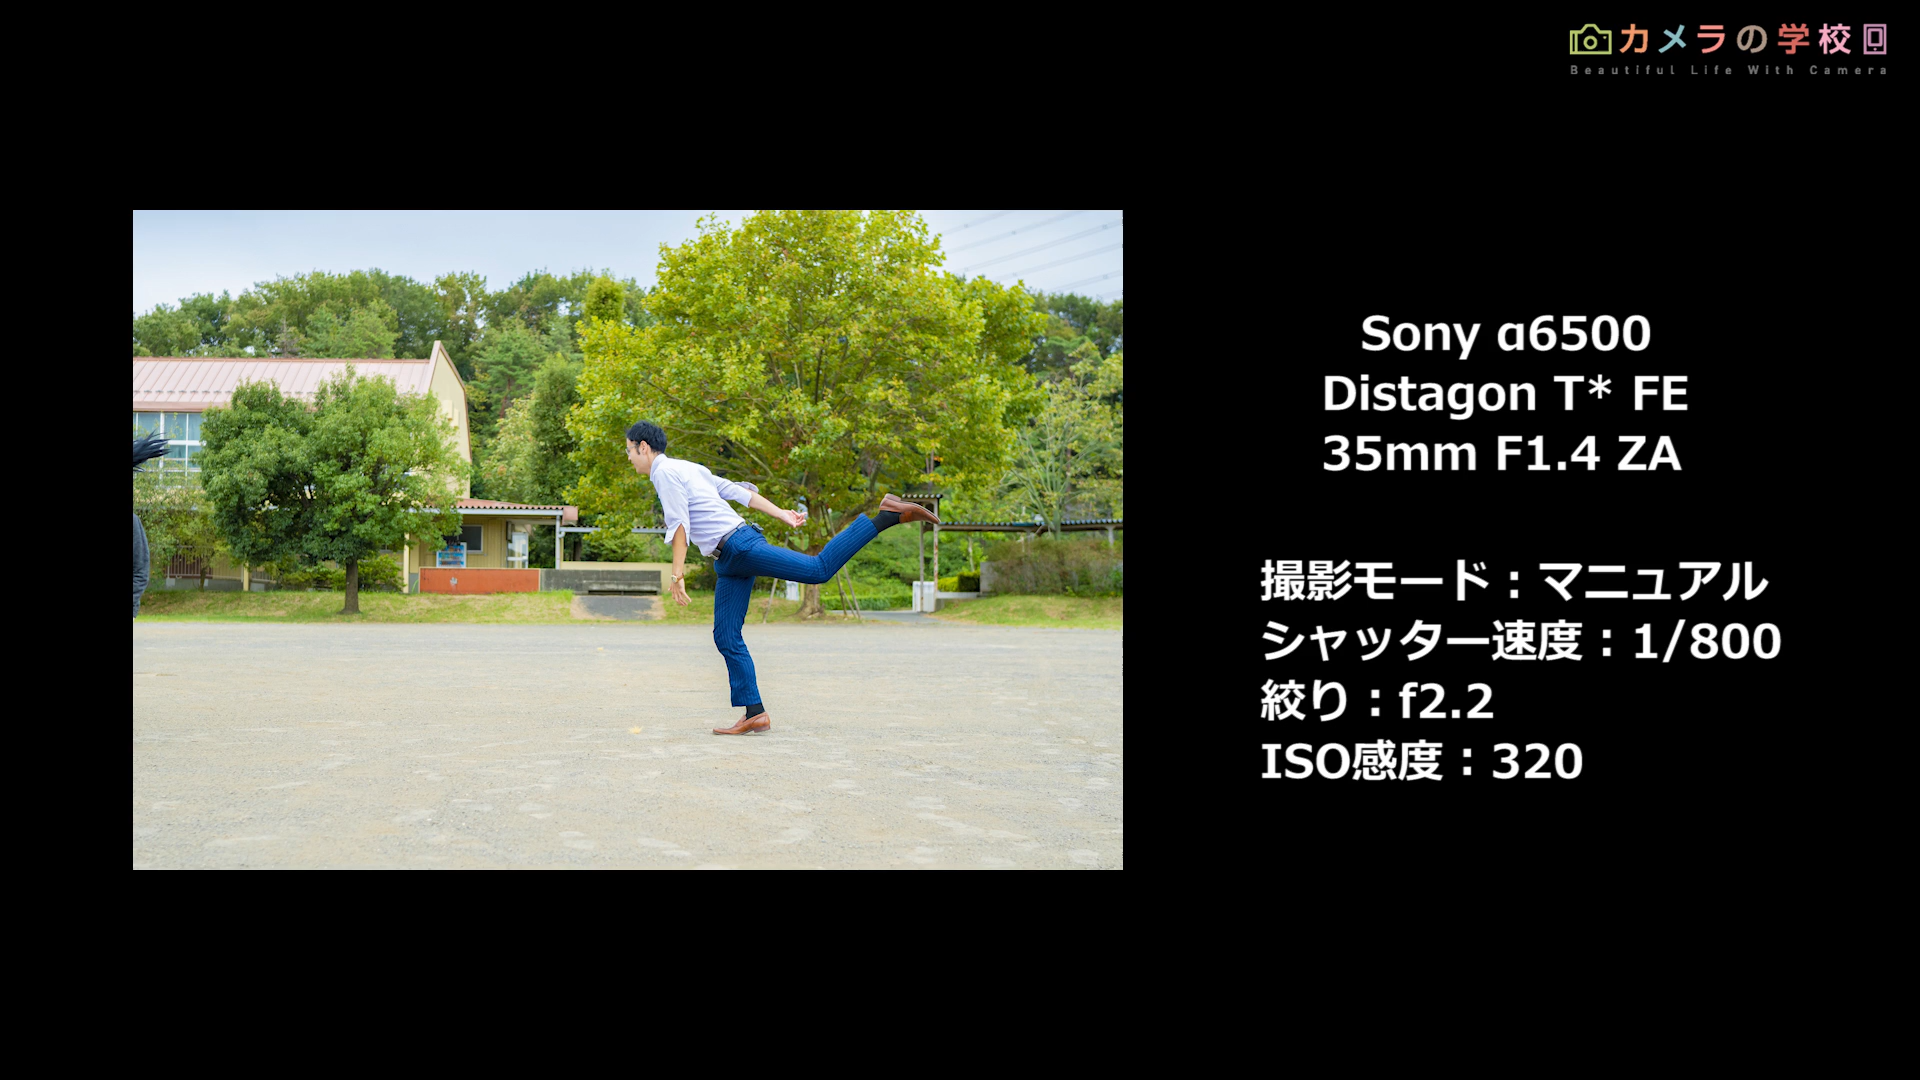 カメラの学校
Beautiful Life With Camera
Sony α6500
Distagon T* FE
35mm F1.4 ZA
撮影モード：マニュアル
シャッター速度：1/800
絞り：f2.2
ISO感度：320